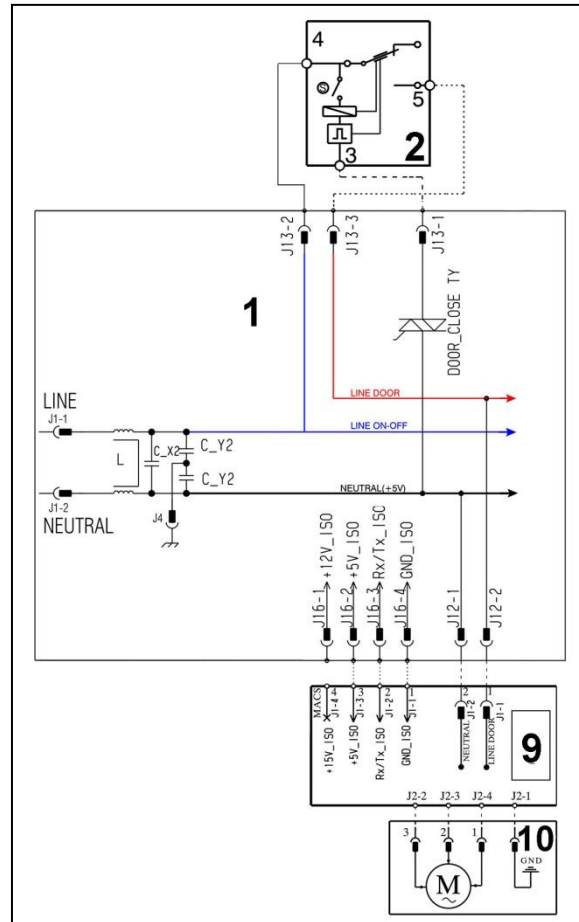 4
S
5
3
2
J13-2
J13-3
J13-1
1
DOOR_CLOSE TY
LINE DOOR
LINE
J1-1
LINE ON-OFF
L
C_X2
C_Y2
C_Y2
J1-2
NEUTRAL(+5V)
NEUTRAL
J4
+12V_ISO
+5V_ISO
Rx/Tx_ISO
GND_ISO
J16-1
J16-2
J16-3
J16-4
J12-1
J12-2
MACS
4
3
2
1
2
1
J1-4
J1-3
J1-2
J1-1
J1-2
J1-1
+15V_ISO
+5V_ISO
Rx/Tx_ISO
GND_ISO
NEUTRAL
LINE DOOR
9
J2-2
J2-3
J2-4
J2-1
3
2
1
10
GND
M
~